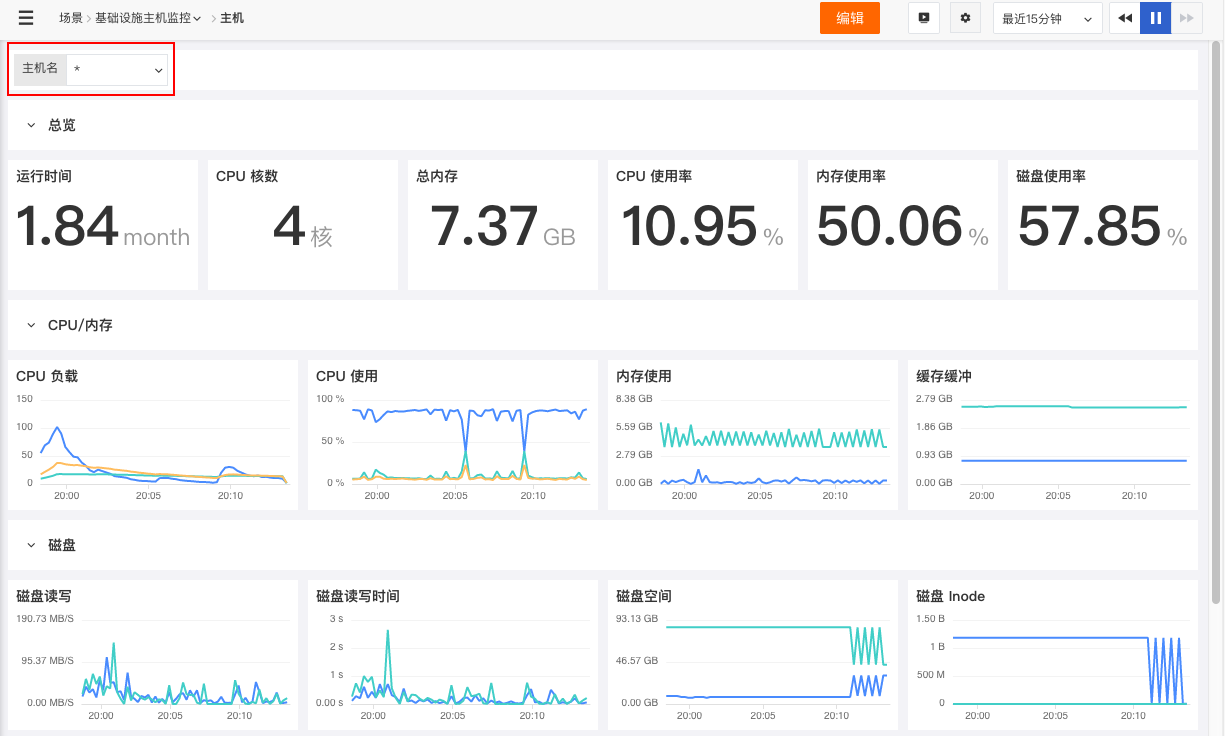 场景 > 基础设施主机监控 > 主机
编辑
最近15分钟
主机名 *
总览
运行时间
1.84 month
CPU 核数
4 核
总内存
7.37 GB
CPU 使用率
10.95 %
内存使用率
50.06 %
磁盘使用率
57.85 %
CPU/内存
CPU 负载
150
100
50
0
20:00 20:05 20:10
CPU 使用
100 %
50 %
0 %
20:00 20:05 20:10
内存使用
8.38 GB
5.59 GB
2.79 GB
0.00 GB
20:00 20:05 20:10
缓存缓冲
2.79 GB
1.86 GB
0.93 GB
0.00 GB
20:00 20:05 20:10
磁盘
磁盘读写
190.73 MB/S
95.37 MB/S
0.00 MB/S
20:00 20:05 20:10
磁盘读写时间
3 s
2 s
1 s
0.00 s
20:00 20:05 20:10
磁盘空间
93.13 GB
46.57 GB
0.00 GB
20:00 20:05 20:10
磁盘 Inode
1.50 B
1 B
500 M
0
20:00 20:05 20:10